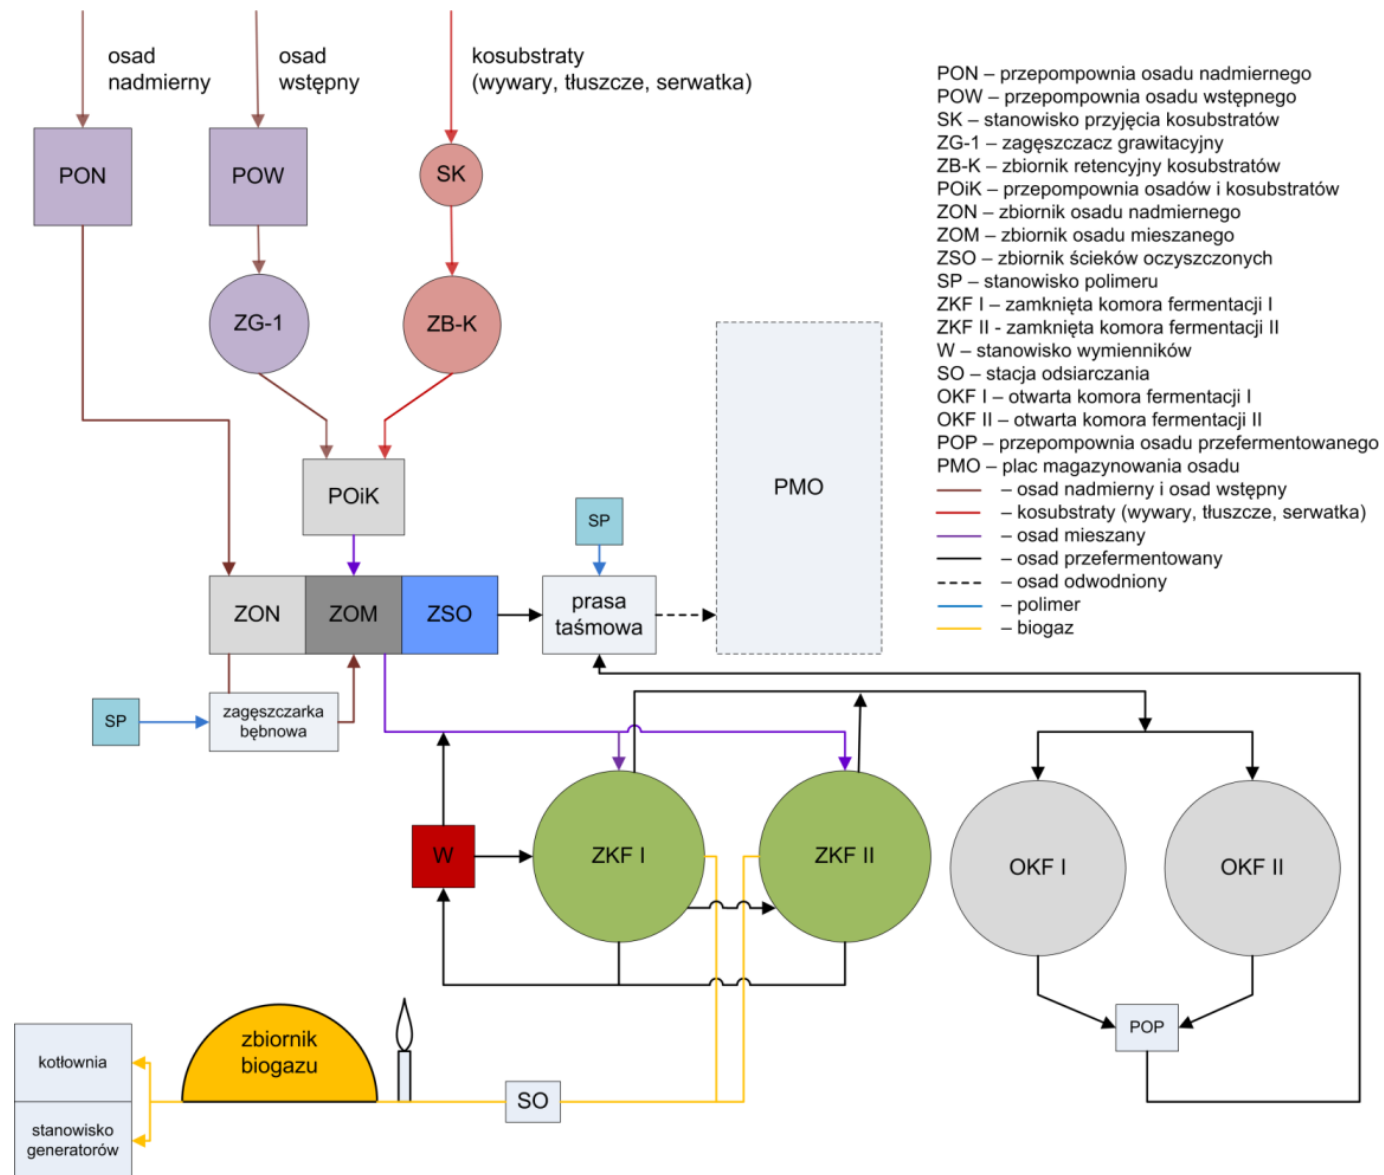 osad
nadmierny
osad
wstępny
kosubstraty
(wywary, tłuszcze, serwatka)
PON
POW
SK
ZG-1
ZB-K
POiK
SP
PMO
ZON
ZOM
ZSO
prasa
taśmowa
SP
zagęszczarka
bębnowa
W
ZKF I
ZKF II
OKF I
OKF II
POP
zbiornik
biogazu
kotłownia
stanowisko
generatorów
SO
PON – przepompownia osadu nadmiernego
POW – przepompownia osadu wstępnego
SK – stanowisko przyjęcia kosubstratów
ZG-1 – zagęszczacz grawitacyjny
ZB-K – zbiornik retencyjny kosubstratów
POiK – przepompownia osadów i kosubstratów
ZON – zbiornik osadu nadmiernego
ZOM – zbiornik osadu mieszanego
ZSO – zbiornik ścieków oczyszczonych
SP – stanowisko polimeru
ZKF I – zamknięta komora fermentacji I
ZKF II - zamknięta komora fermentacji II
W – stanowisko wymienników
SO – stacja odsiarczania
OKF I – otwarta komora fermentacji I
OKF II – otwarta komora fermentacji II
POP – przepompownia osadu przefermentowanego
PMO – plac magazynowania osadu
– osad nadmierny i osad wstępny
– kosubstraty (wywary, tłuszcze, serwatka)
– osad mieszany
– osad przefermentowany
– osad odwodniony
– polimer
– biogaz